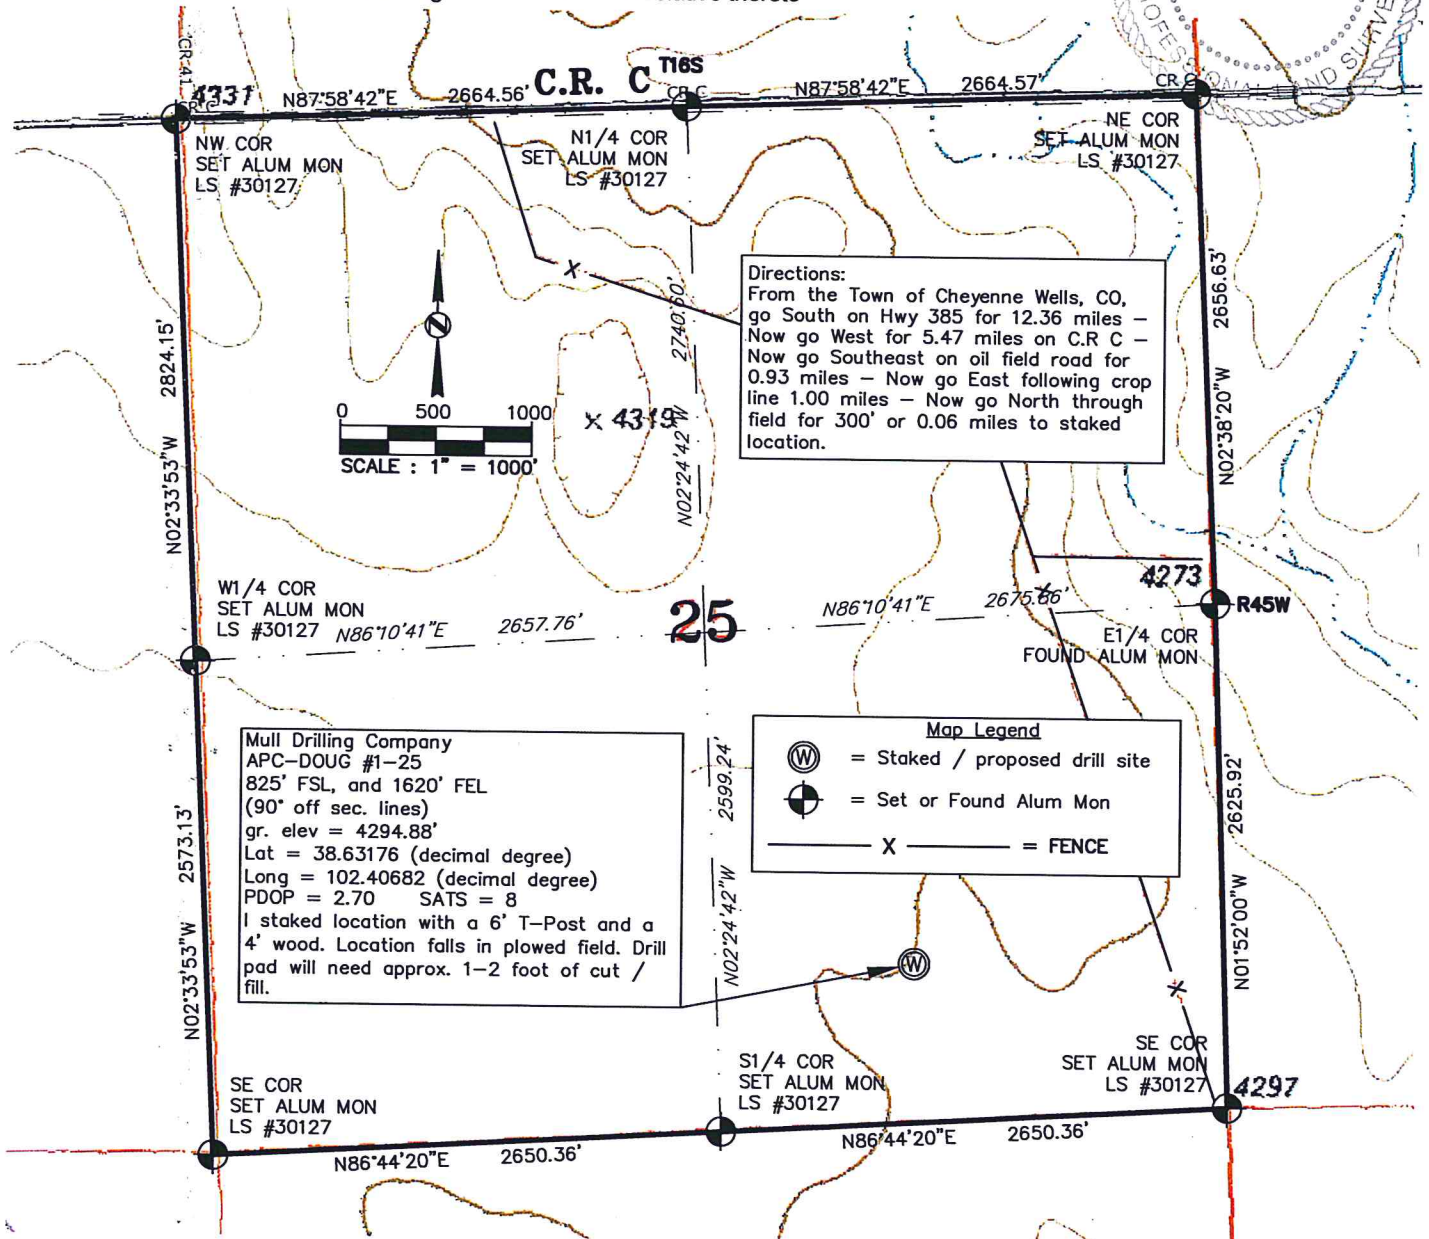 thereto
PROFESSIONAL LAND SURVE
CR 41
4331
CR C
N87°58'42"E
2664.56'
C.R. C
T16S
CR C
N87°58'42"E
2664.57'
CR C
NW COR
SET ALUM MON
LS #30127
N1/4 COR
SET ALUM MON
LS #30127
NE COR
SET ALUM MON
LS #30127
2824.15'
N02°33'53"W
0 500 1000
SCALE : 1" = 1000'
4319
2740.60'
N02°24'42"W
Directions:
From the Town of Cheyenne Wells, CO,
go South on Hwy 385 for 12.36 miles –
Now go West for 5.47 miles on C.R C –
Now go Southeast on oil field road for
0.93 miles – Now go East following crop
line 1.00 miles – Now go North through
field for 300' or 0.06 miles to staked
location.
X
2656.63'
N02°38'20"W
W1/4 COR
SET ALUM MON
LS #30127
N86°10'41"E
2657.76'
25
N86°10'41"E
2675.66'
4273
R45W
E1/4 COR
FOUND ALUM MON
Mull Drilling Company
APC–DOUG #1–25
825' FSL, and 1620' FEL
(90° off sec. lines)
gr. elev = 4294.88'
Lat = 38.63176 (decimal degree)
Long = 102.40682 (decimal degree)
PDOP = 2.70 SATS = 8
I staked location with a 6' T–Post and a
4' wood. Location falls in plowed field. Drill
pad will need approx. 1–2 foot of cut /
fill.
Map Legend
W = Staked / proposed drill site
= Set or Found Alum Mon
X = FENCE
2573.13'
N02°33'53"W
2599.24'
N02°24'42"W
2625.92'
N01°52'00"W
W
X
SE COR
SET ALUM MON
LS #30127
S1/4 COR
SET ALUM MON
LS #30127
SE COR
SET ALUM MON
LS #30127
4297
N86°44'20"E
2650.36'
N86°44'20"E
2650.36'